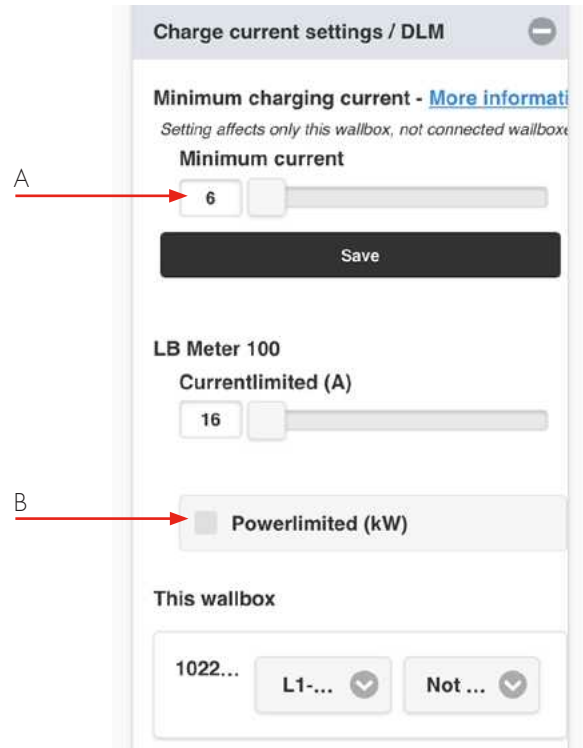 Charge current settings / DLM
Minimum charging current - More informati
Setting affects only this wallbox, not connected wallboxe
Minimum current
A
6
Save
LB Meter 100
Currentlimited (A)
16
B
Powerlimited (kW)
This wallbox
1022... L1-... Not ...